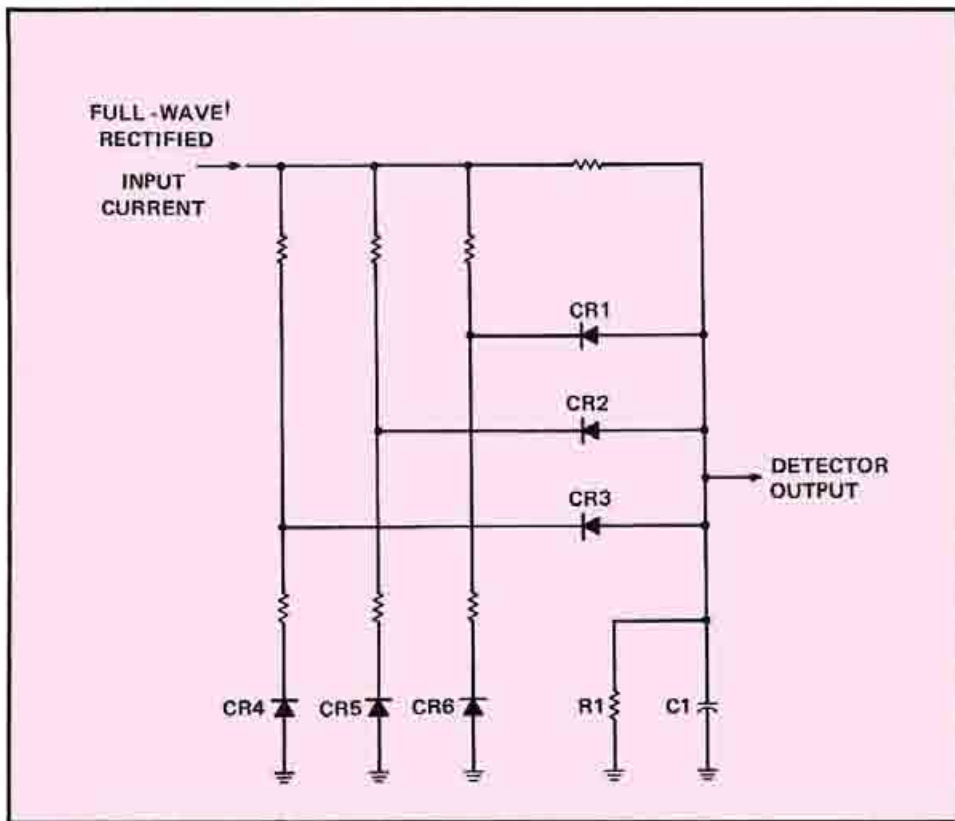 FULL-WAVE
RECTIFIED
INPUT
CURRENT
CR1
CR2
CR3
DETECTOR
OUTPUT
CR4
CR5
CR6
R1
C1